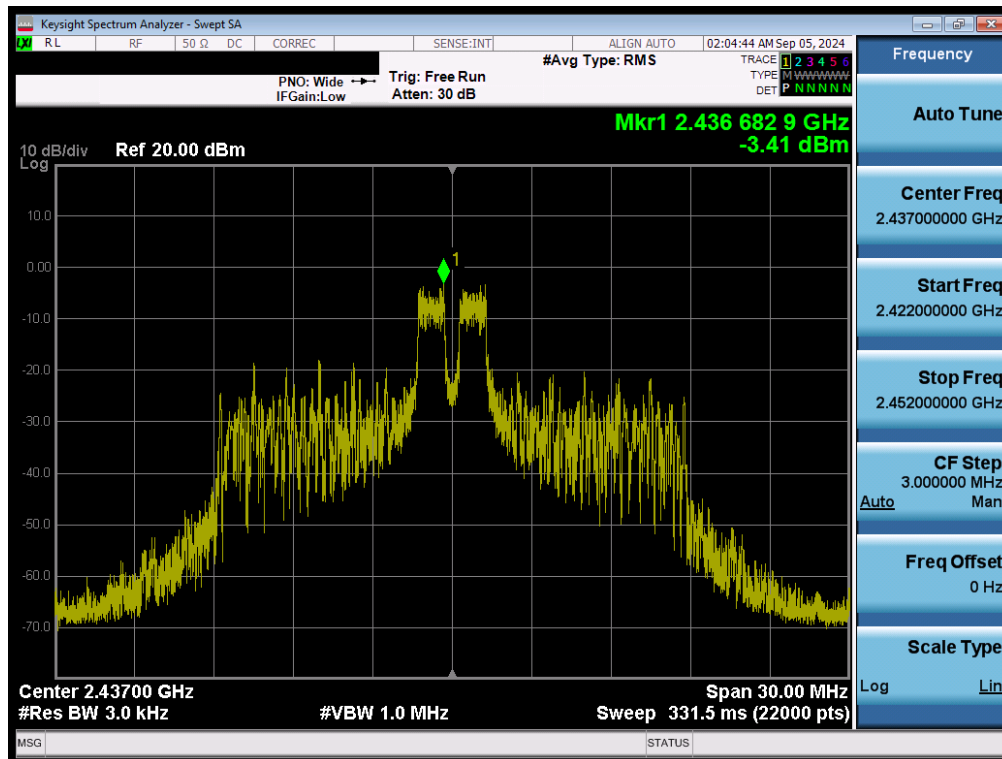 Keysight Spectrum Analyzer - Swept SA
LXI RL RF 50 Ω DC CORREC SENSE:INT ALIGN AUTO 02:04:44 AM Sep 05, 2024
#Avg Type: RMS
TRACE 1 2 3 4 5 6
PNO: Wide Trig: Free Run
TYPE M W W W W W
IFGain:Low Atten: 30 dB
DET P N N N N N
Mkr1 2.436 682 9 GHz
-3.41 dBm
10 dB/div Ref 20.00 dBm
Log
1
10.0
0.00
-10.0
-20.0
-30.0
-40.0
-50.0
-60.0
-70.0
Center 2.43700 GHz Span 30.00 MHz
#Res BW 3.0 kHz #VBW 1.0 MHz Sweep 331.5 ms (22000 pts)
MSG STATUS
Frequency
Auto Tune
Center Freq
2.437000000 GHz
Start Freq
2.422000000 GHz
Stop Freq
2.452000000 GHz
CF Step
3.000000 MHz
Auto Man
Freq Offset
0 Hz
Scale Type
Log Lin